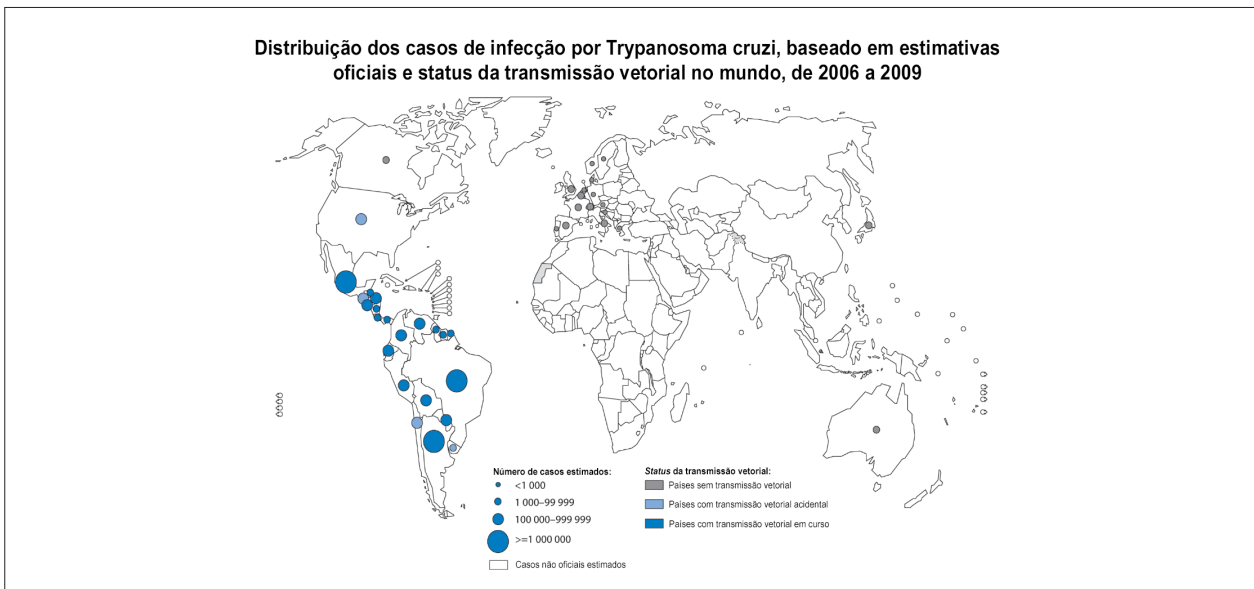 Distribuição dos casos de infecção por Trypanosoma cruzi, baseado em estimativas
oficiais e status da transmissão vetorial no mundo, de 2006 a 2009
Número de casos estimados:
<1 000
1 000–99 999
100 000–999 999
>=1 000 000
Casos não oficiais estimados
Status da transmissão vetorial:
Países sem transmissão vetorial
Países com transmissão vetorial acidental
Países com transmissão vetorial em curso